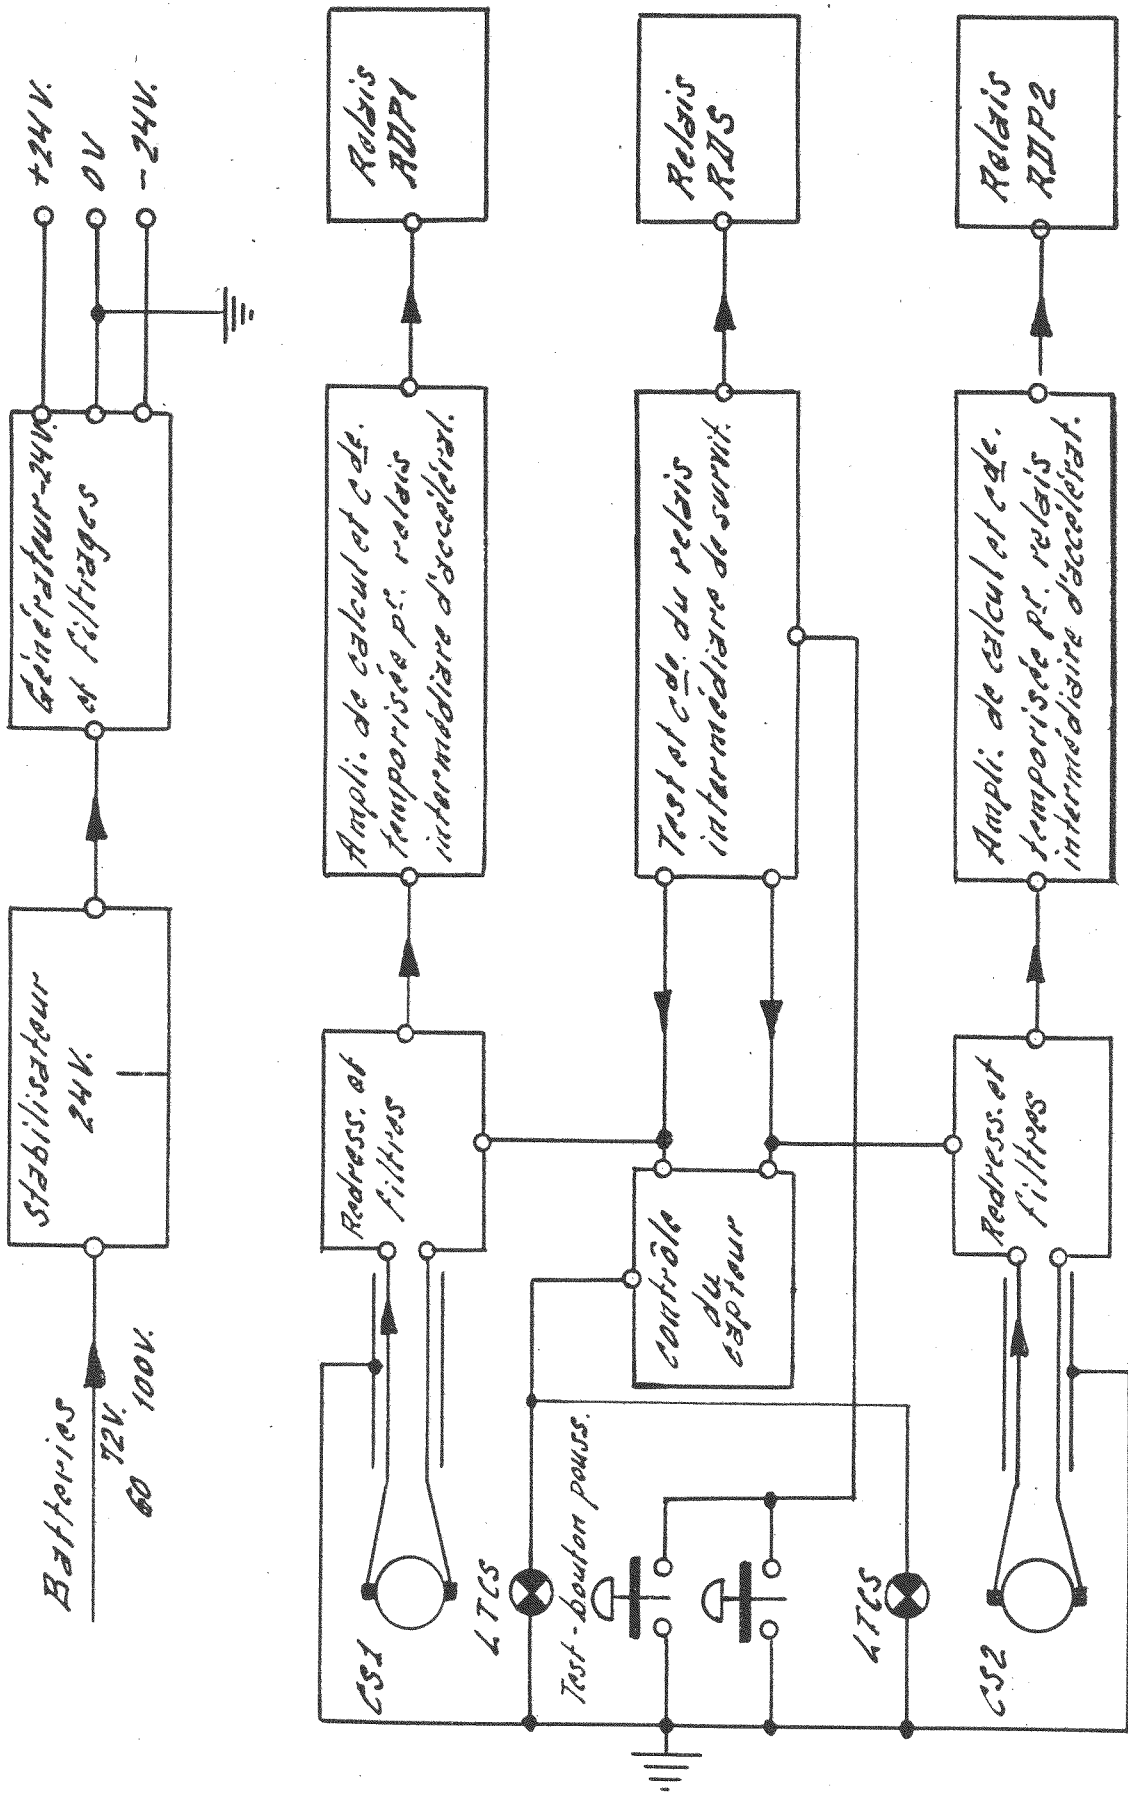 Batteries
60 72V. 100V.
Stabilisateur
24V.
Générateur-24V.
et filtrages
+24V.
0V
-24V.
CS1
Redress. et
filtres
Ampli. de calcul et cde.
temporisée pr. relais
intermédiare d'accélérat.
Relais
RDP1
LTCS
Test-bouton pouss.
contrôle
du
capteur
Test et cde. du relais
intermédiare de survit.
Relais
RDS
LTCS
CS2
Redress. et
filtres
Ampli. de calcul et cde.
temporisée pr. relais
intermédiaire d'accélérat.
Relais
RDP2